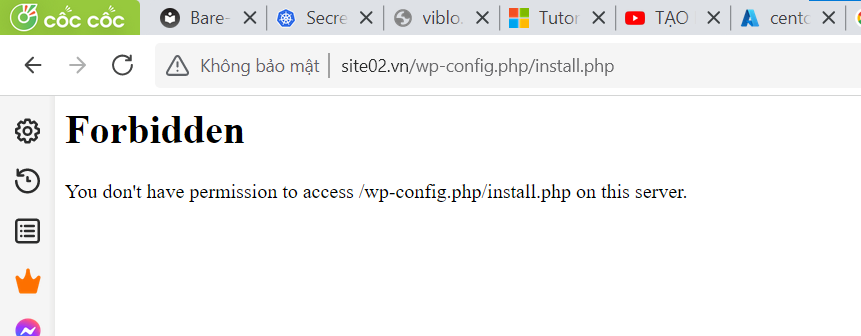 cốc cốc
Bare-
Secre
viblo.
Tutor
TẠO
cento
Không bảo mật
site02.vn/wp-config.php/install.php
Forbidden
You don't have permission to access /wp-config.php/install.php on this server.